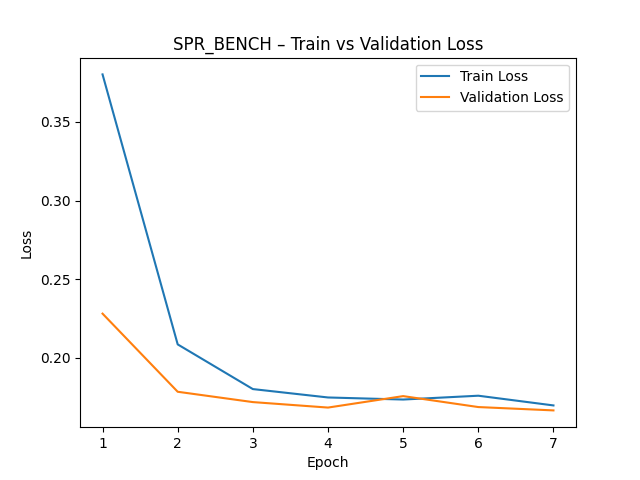 SPR_BENCH – Train vs Validation Loss
Train Loss
Validation Loss
Loss
0.35
0.30
0.25
0.20
1 2 3 4 5 6 7
Epoch